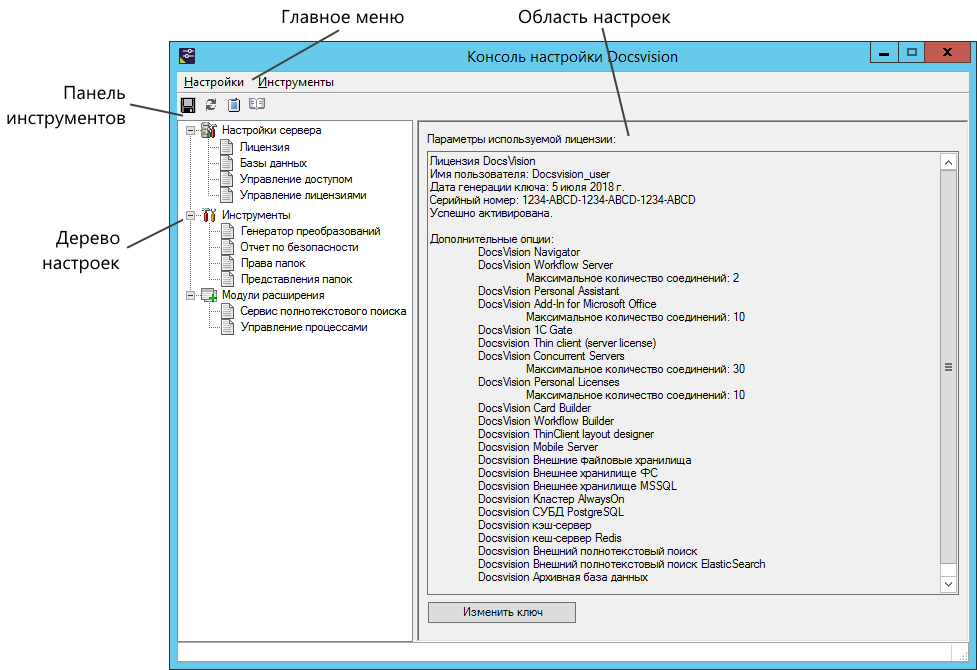 Главное меню
Область настроек
Консоль настройки Docsvision
Настройки Инструменты
Панель
инструментов
Настройки сервера
Лицензия
Базы данных
Управление доступом
Управление лицензиями
Инструменты
Генератор преобразований
Отчет по безопасности
Права папок
Представления папок
Модули расширения
Сервис полнотекстового поиска
Управление процессами
Дерево
настроек
Параметры используемой лицензии:
Лицензия DocsVision
Имя пользователя: Docsvision_user
Дата генерации ключа: 5 июля 2018 г.
Серийный номер: 1234-ABCD-1234-ABCD-1234-ABCD
Успешно активирована.
Дополнительные опции:
DocsVision Navigator
DocsVision Workflow Server
Максимальное количество соединений: 2
DocsVision Personal Assistant
DocsVision Add-In for Microsoft Office
Максимальное количество соединений: 10
DocsVision 1C Gate
Docsvision Thin client (server license)
DocsVision Concurrent Servers
Максимальное количество соединений: 30
DocsVision Personal Licenses
Максимальное количество соединений: 10
DocsVision Card Builder
DocsVision Workflow Builder
Docsvision ThinClient layout designer
Docsvision Mobile Server
Docsvision Внешние файловые хранилища
Docsvision Внешнее хранилище ФС
Docsvision Внешнее хранилище MSSQL
Docsvision Кластер AlwaysOn
Docsvision СУБД PostgreSQL
Docsvision кэш-сервер
Docsvision кеш-сервер Redis
Docsvision Внешний полнотекстовый поиск
Docsvision Внешний полнотекстовый поиск ElasticSearch
Docsvision Архивная база данных
Изменить ключ